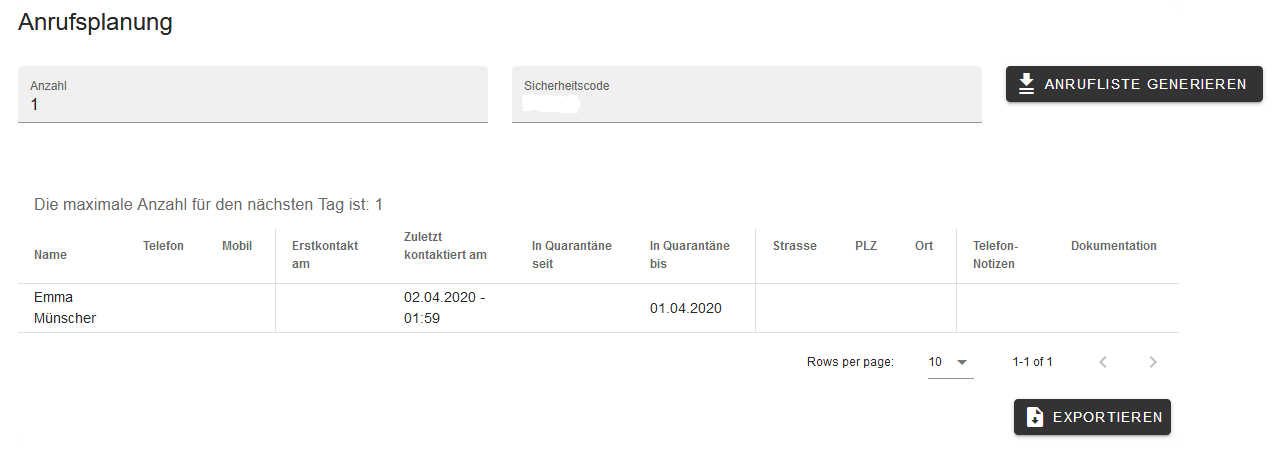 Anrufsplanung
Anzahl
1
Sicherheitscode
ANRUFLISTE GENERIEREN
Die maximale Anzahl für den nächsten Tag ist: 1
Name
Telefon
Mobil
Erstkontakt
am
Zuletzt
kontaktiert am
In Quarantäne
seit
In Quarantäne
bis
Strasse
PLZ
Ort
Telefon-
Notizen
Dokumentation
Emma
Münscher
02.04.2020 -
01:59
01.04.2020
Rows per page:
10
1-1 of 1
EXPORTIEREN